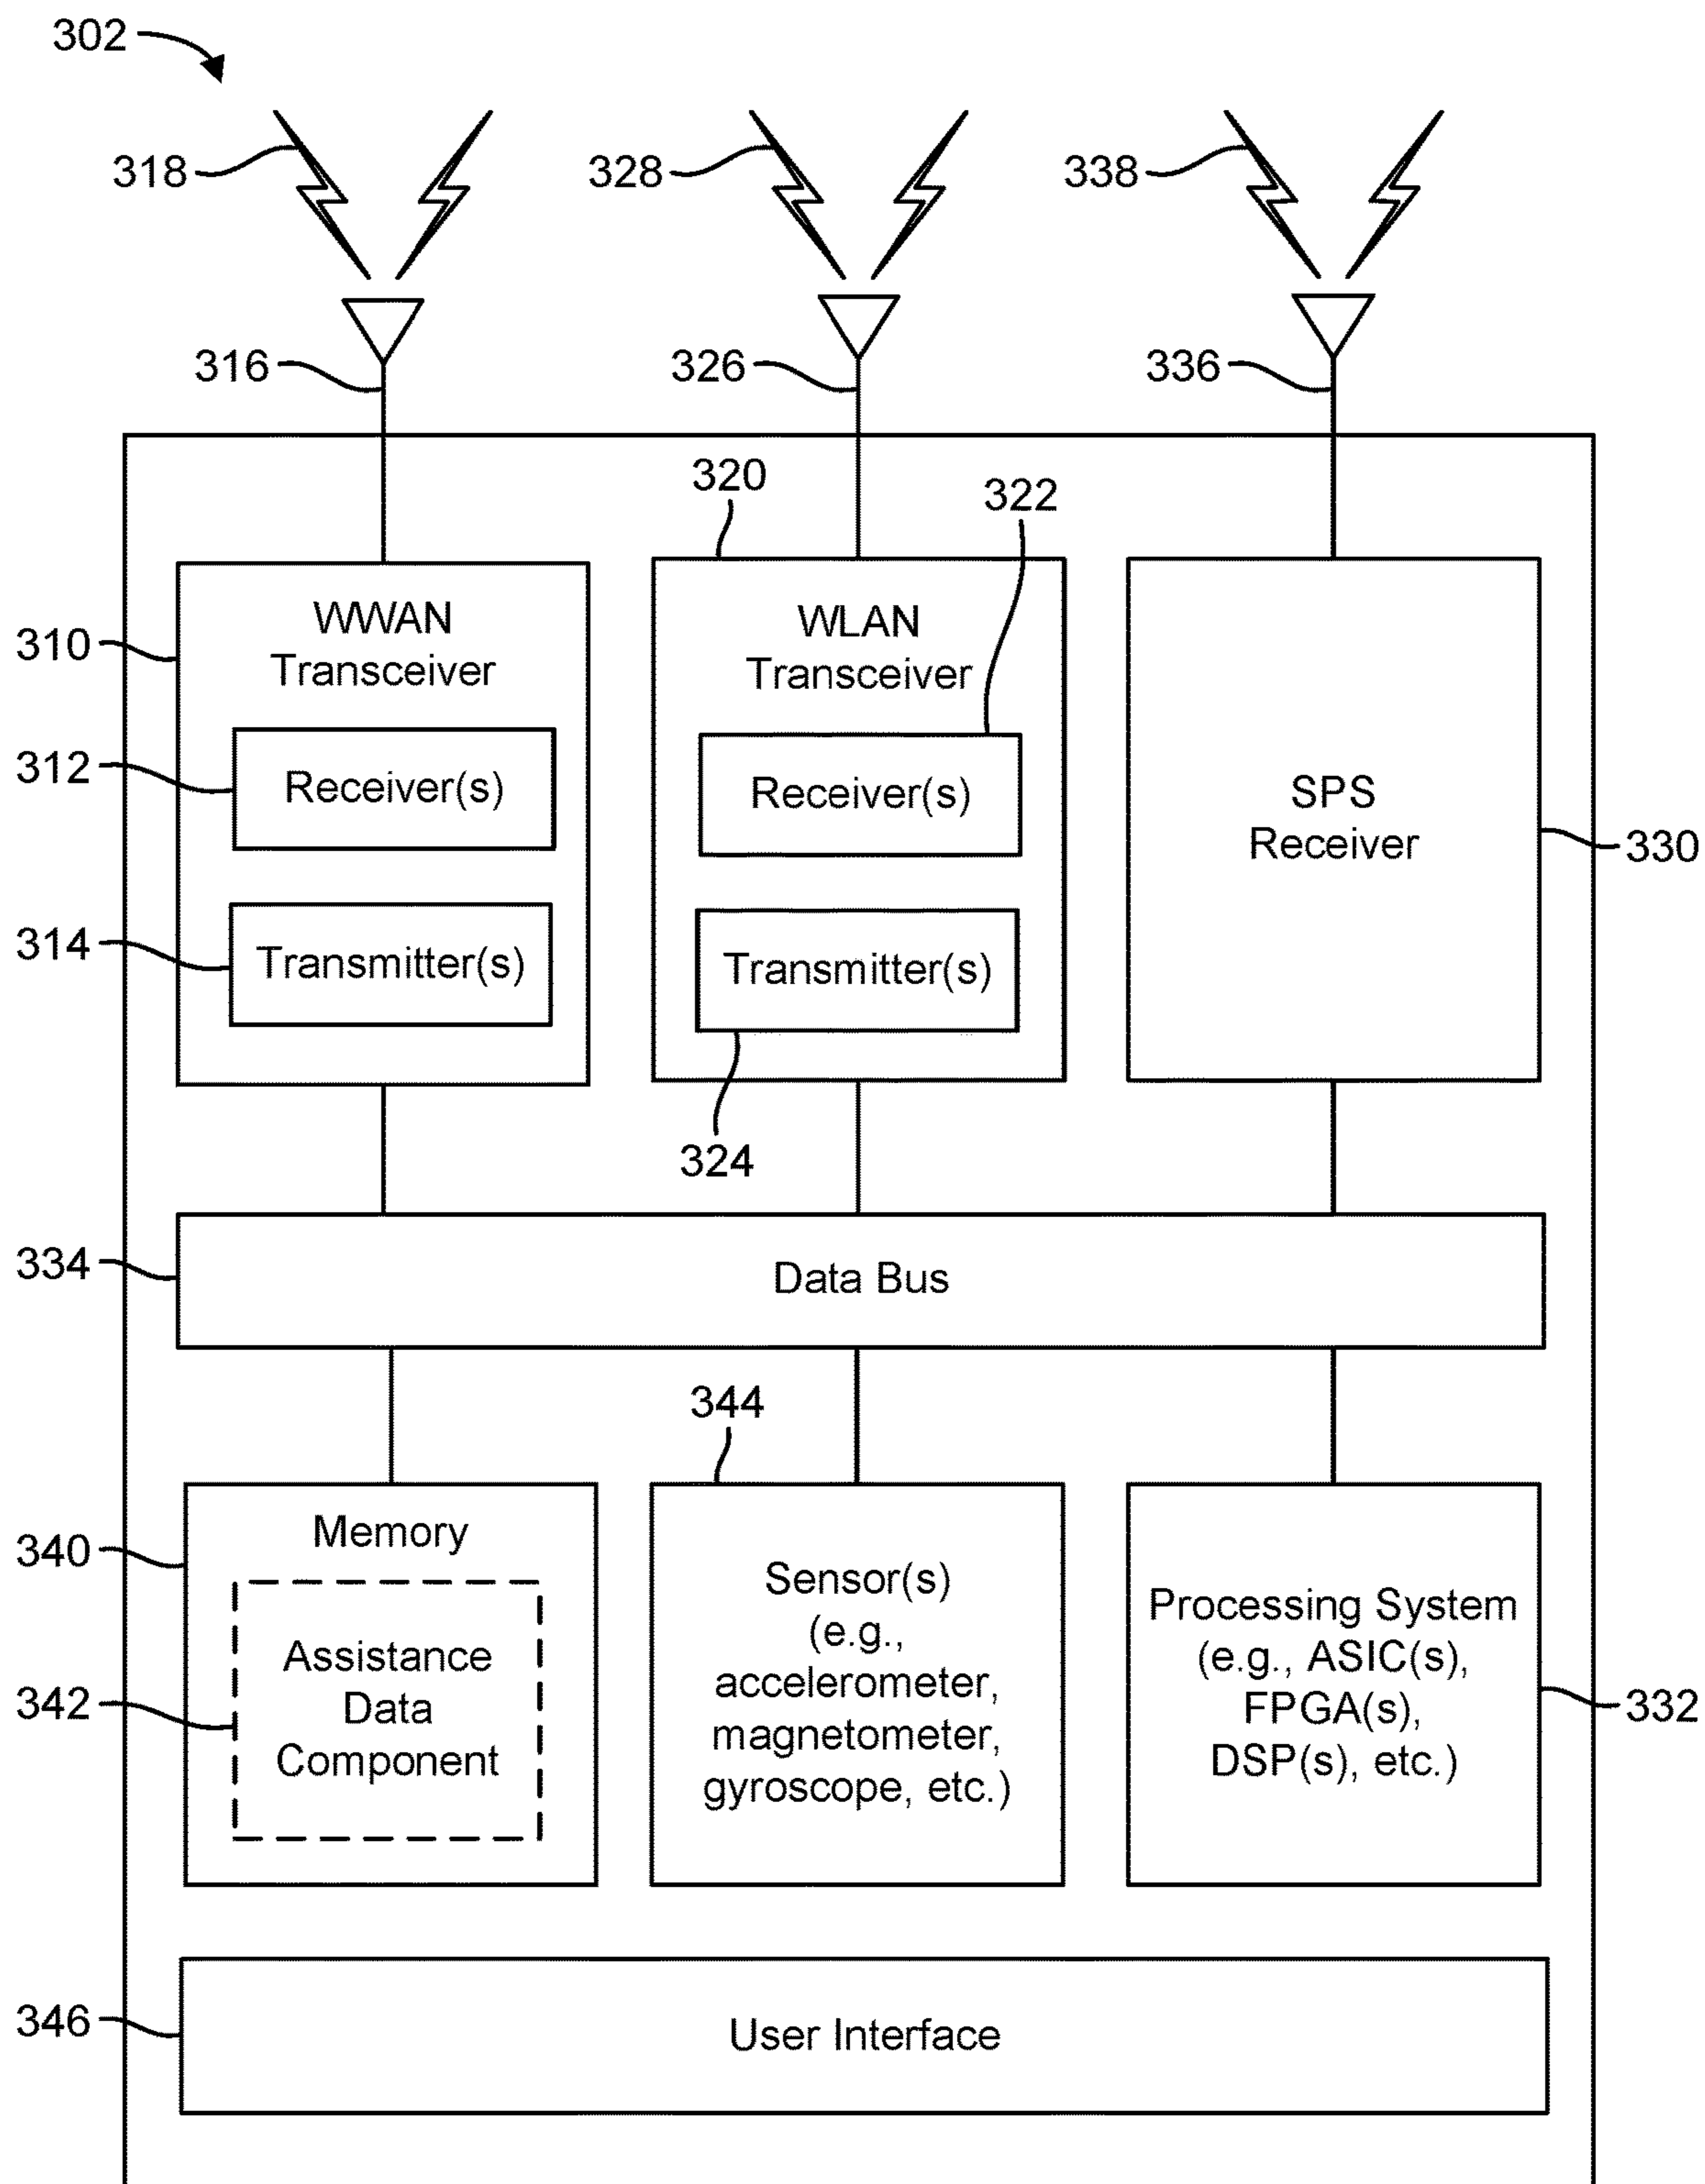 302
318
328
338
316
326
336
320
322
WWAN
Transceiver
310
WLAN
Transceiver
312
Receiver(s)
Receiver(s)
SPS
Receiver
330
314
Transmitter(s)
Transmitter(s)
324
334
Data Bus
344
340
Memory
342
Assistance
Data
Component
Sensor(s)
(e.g.,
accelerometer,
magnetometer,
gyroscope, etc.)
Processing System
(e.g., ASIC(s),
FPGA(s),
DSP(s), etc.)
332
346
User Interface